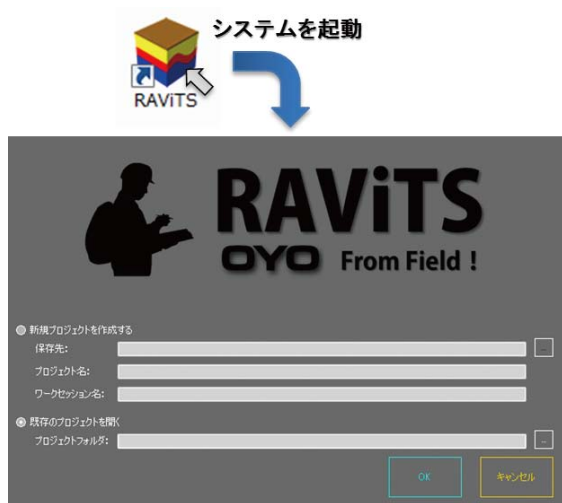 システムを起動
RAViTS
RAViTS
OYO From Field !
新規プロジェクトを作成する
保存先:
...
プロジェクト名:
ワークセッション名:
既存のプロジェクトを開く
プロジェクトフォルダ:
...
OK
キャンセル